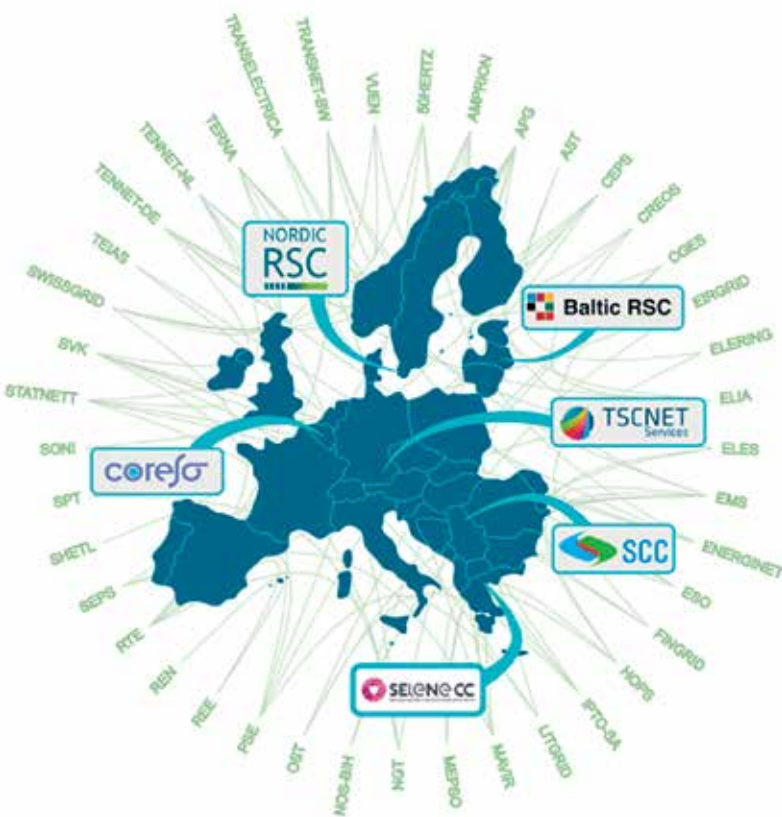 TRANSELECTRICA
TRANSNET-BW
VUEN
50HERTZ
AMPRION
APG
AST
CEPS
CREOS
CGES
EIRGRID
ELERING
ELIA
ELES
EMS
ENERGINET
ESO
FINGRID
HOPS
IPTO-SA
LITGRID
MAVIR
MEPSO
NGT
NOS-BIH
OST
PSE
REE
REN
RTE
SEPS
SHETL
SPT
SONI
STATNETT
SVK
SWISSGRID
TEIAS
TENNET-DE
TENNET-NL
TERNA
NORDIC
RSC
Baltic RSC
TSCNET
Services
coreso
SCC
SELENE CC